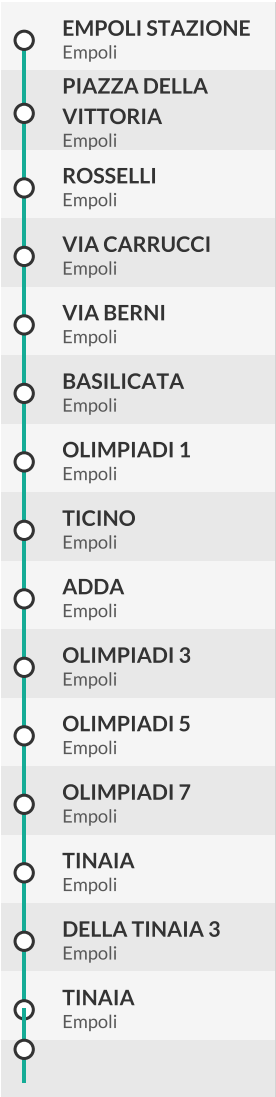 EMPOLI STAZIONE
Empoli
PIAZZA DELLA
VITTORIA
Empoli
ROSSELLI
Empoli
VIA CARRUCCI
Empoli
VIA BERNI
Empoli
BASILICATA
Empoli
OLIMPIADI 1
Empoli
TICINO
Empoli
ADDA
Empoli
OLIMPIADI 3
Empoli
OLIMPIADI 5
Empoli
OLIMPIADI 7
Empoli
TINAIA
Empoli
DELLA TINAIA 3
Empoli
TINAIA
Empoli